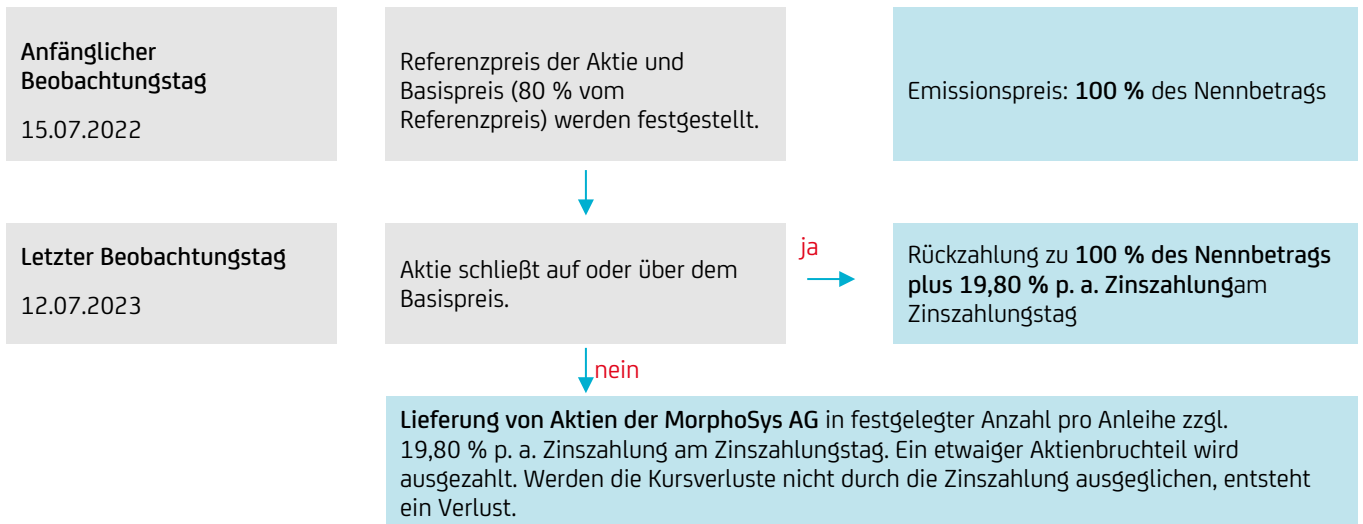 Anfänglicher
Beobachtungstag
15.07.2022
Referenzpreis der Aktie und
Basispreis (80 % vom
Referenzpreis) werden festgestellt.
Emissionspreis: 100 % des Nennbetrags
Letzter Beobachtungstag
12.07.2023
Aktie schließt auf oder über dem
Basispreis.
ja
Rückzahlung zu 100 % des Nennbetrags
plus 19,80 % p. a. Zinszahlungam
Zinszahlungstag
nein
Lieferung von Aktien der MorphoSys AG in festgelegter Anzahl pro Anleihe zzgl.
19,80 % p. a. Zinszahlung am Zinszahlungstag. Ein etwaiger Aktienbruchteil wird
ausgezahlt. Werden die Kursverluste nicht durch die Zinszahlung ausgeglichen, entsteht
ein Verlust.